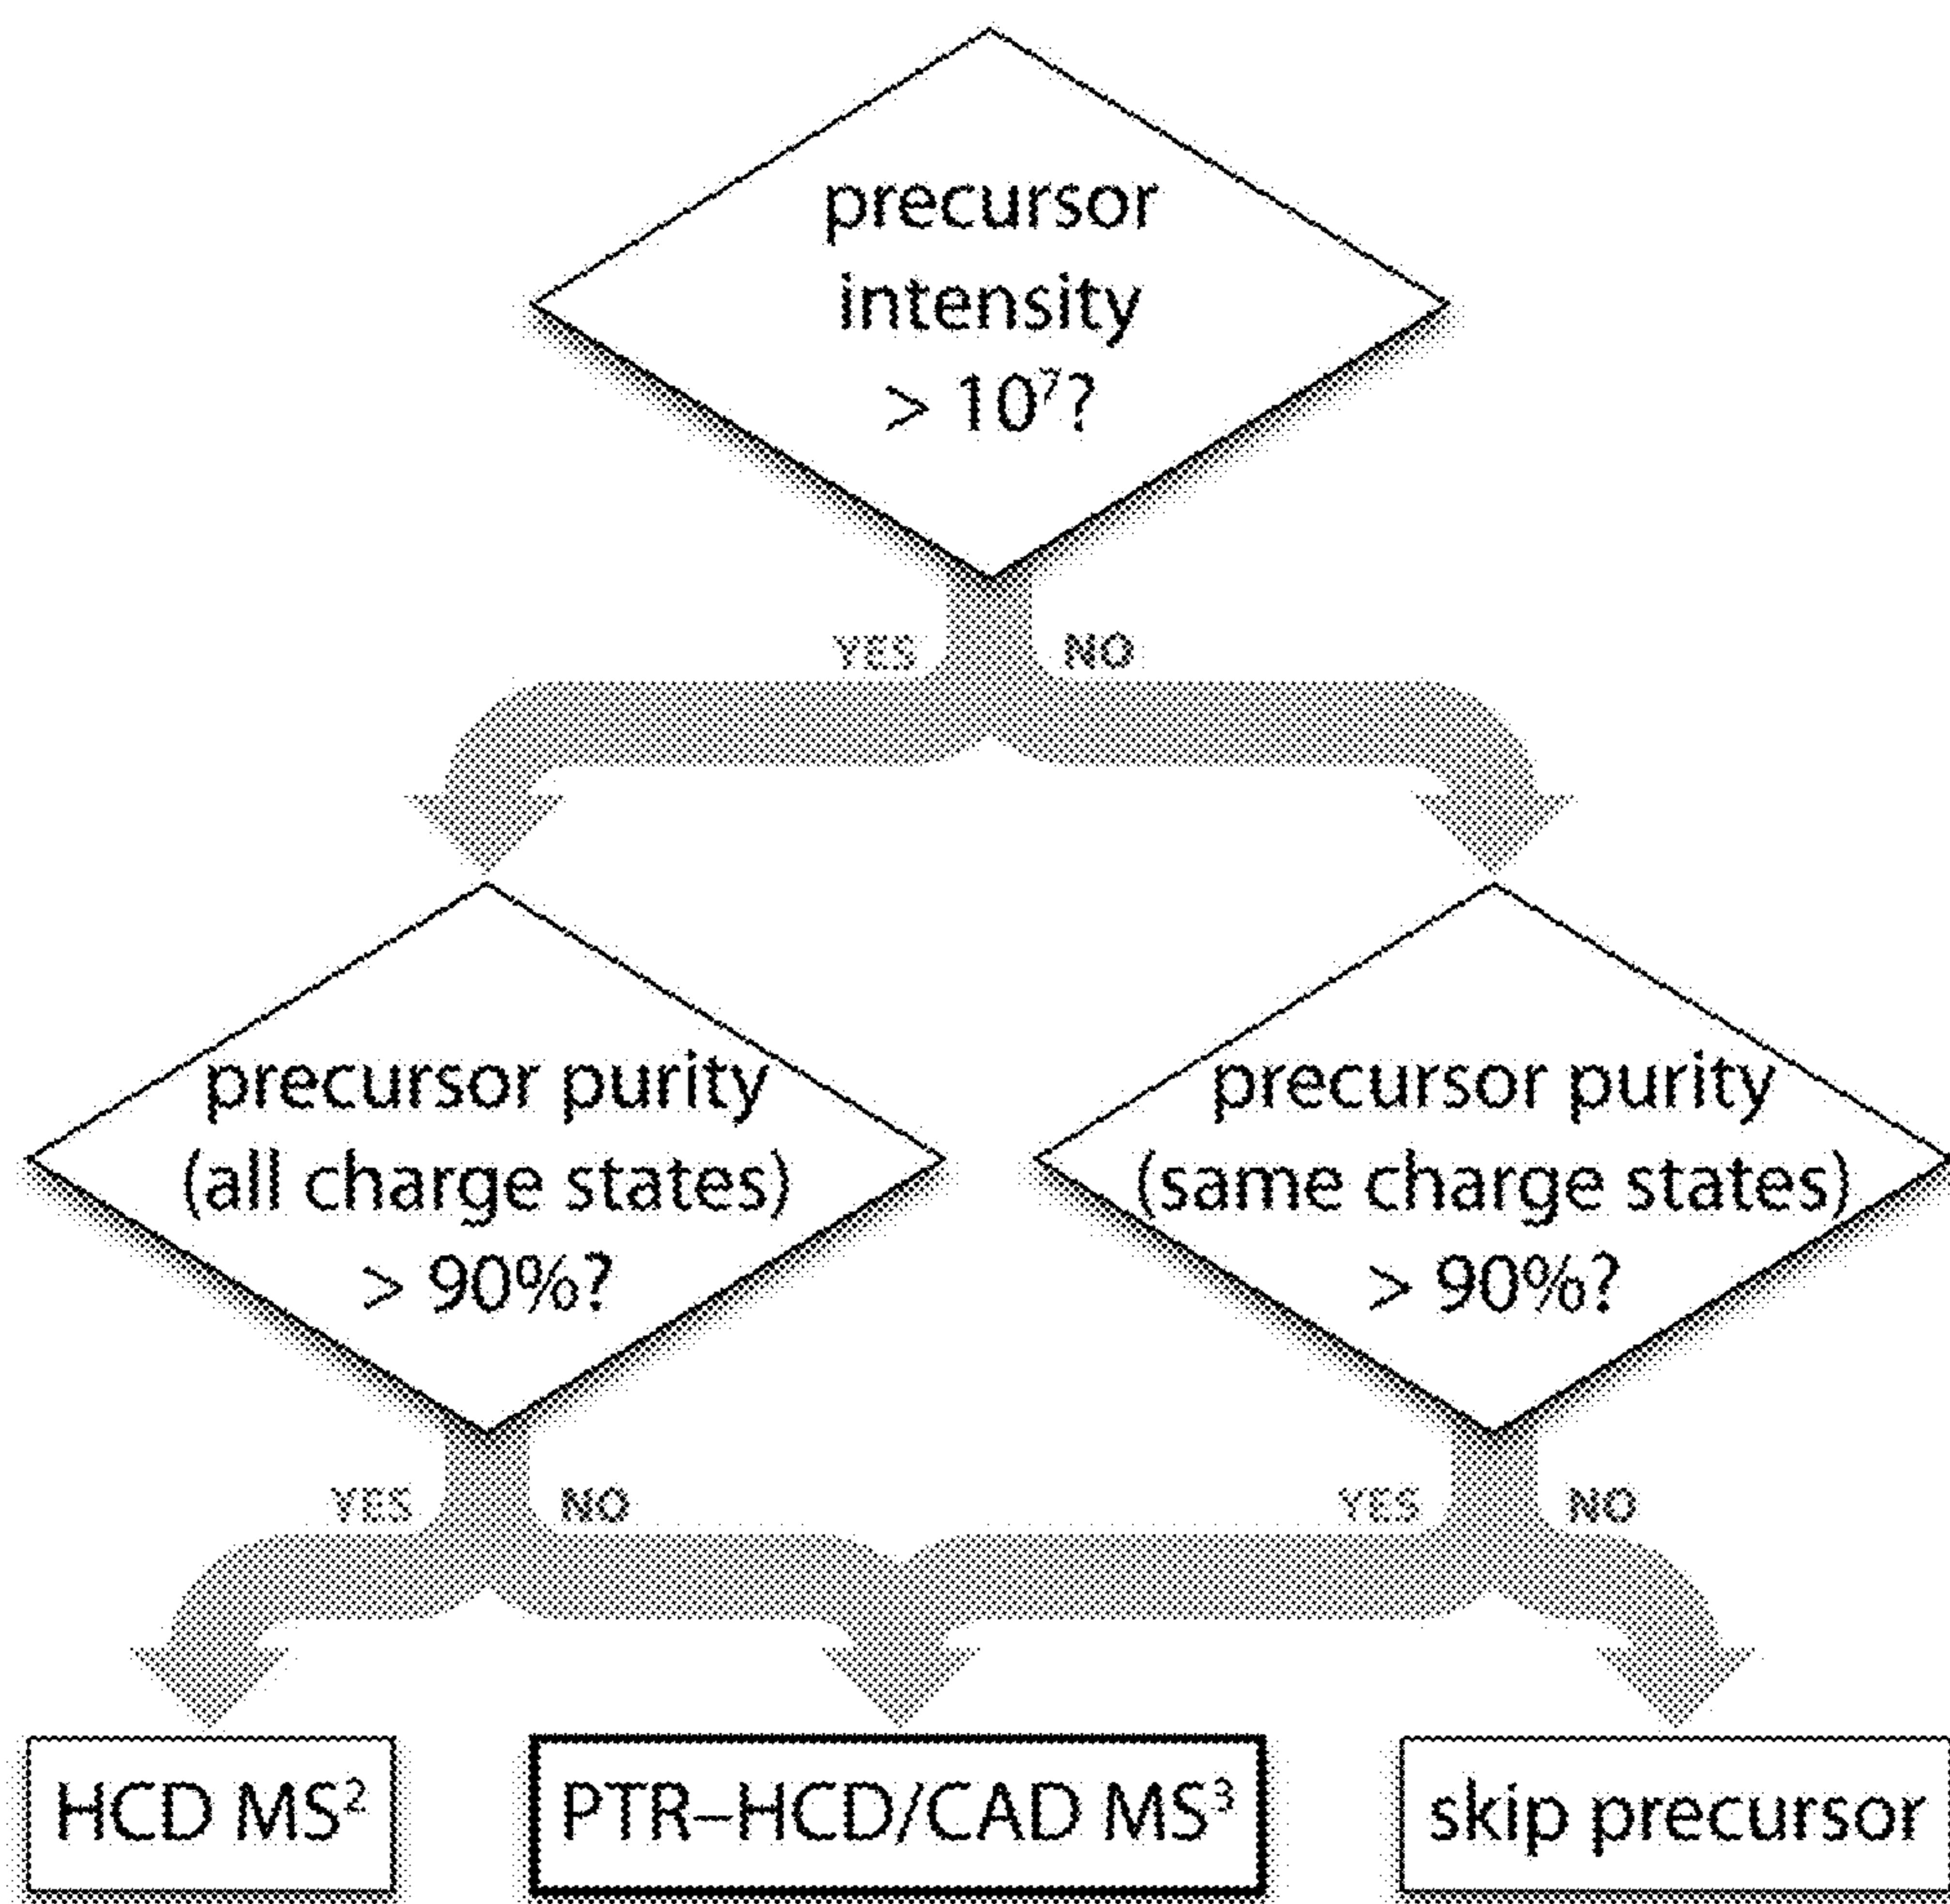 precursor
intensity
> 10⁷?
YES NO
precursor purity
(all charge states)
> 90%?
precursor purity
(same charge states)
> 90%?
YES NO
YES NO
HCD MS²
PTR–HCD/CAD MS³
skip precursor